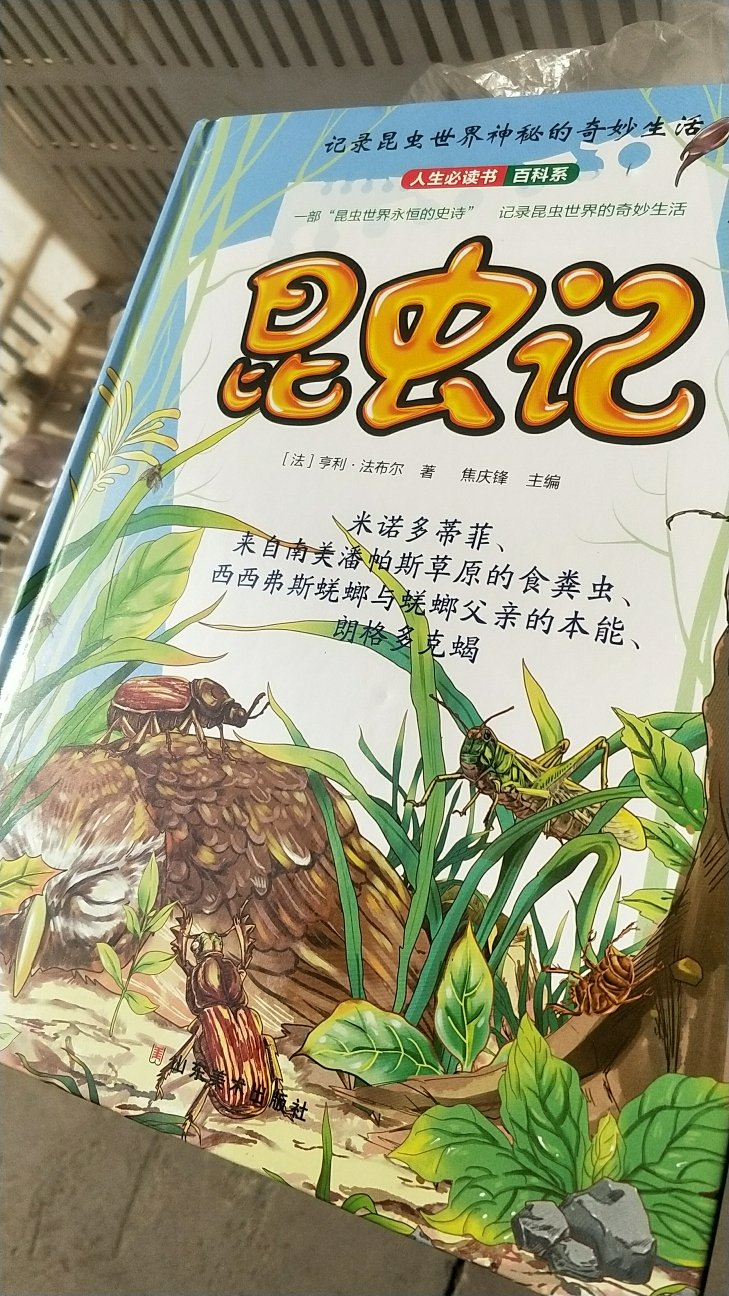 记录昆虫世界神秘的奇妙生活
人生必读书 百科系
一部“昆虫世界永恒的史诗” 记录昆虫世界的奇妙生活
昆虫记
[法]亨利·法布尔 著 焦庆锋 主编
米诺多蒂菲、
来自南美潘帕斯草原的食粪虫、
西西弗斯蜣螂与蜣螂父亲的本能、
朗格多克蝎
山东美术出版社